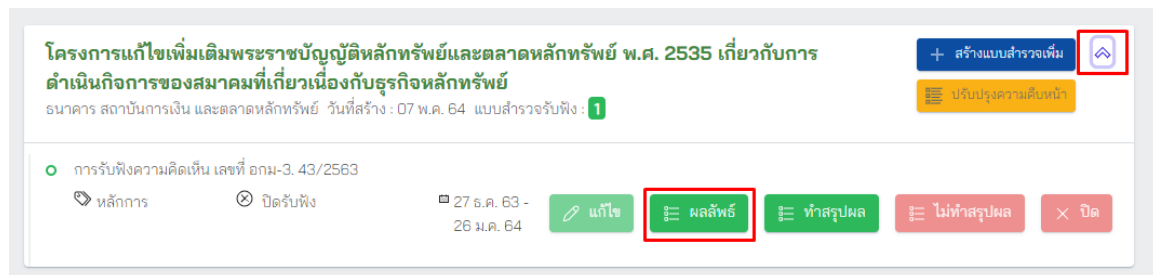 โครงการแก้ไขเพิ่มเติมพระราชบัญญัติหลักทรัพย์และตลาดหลักทรัพย์ พ.ศ. 2535 เกี่ยวกับการ
ดำเนินกิจการของสมาคมที่เกี่ยวเนื่องกับธุรกิจหลักทรัพย์
ธนาคาร สถาบันการเงิน และตลาดหลักทรัพย์ วันที่สร้าง : 07 พ.ค. 64 แบบสำรวจรับฟัง : 1
+ สร้างแบบสำรวจเพิ่ม
ปรับปรุงความคืบหน้า
การรับฟังความคิดเห็น เลขที่ อกม-3. 43/2563
หลักการ
ปิดรับฟัง
27 ธ.ค. 63 -
26 ม.ค. 64
แก้ไข
ผลลัพธ์
ทำสรุปผล
ไม่ทำสรุปผล
ปิด